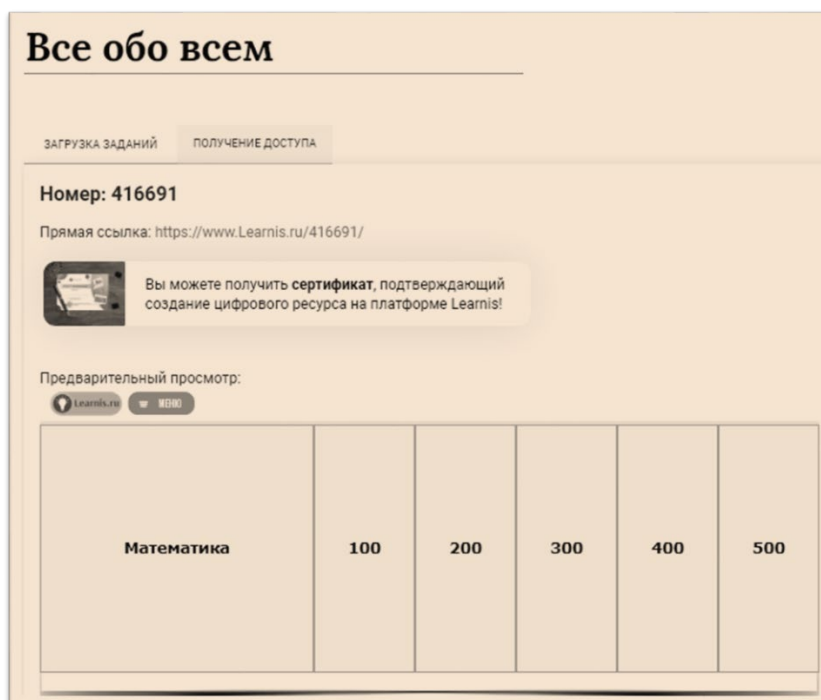 Все обо всем
ЗАГРУЗКА ЗАДАНИЙ ПОЛУЧЕНИЕ ДОСТУПА
Номер: 416691
Прямая ссылка: https://www.Learnis.ru/416691/
Вы можете получить сертификат, подтверждающий
создание цифрового ресурса на платформе Learnis!
Предварительный просмотр:
Learnis.ru МЕНЮ
Математика 100 200 300 400 500